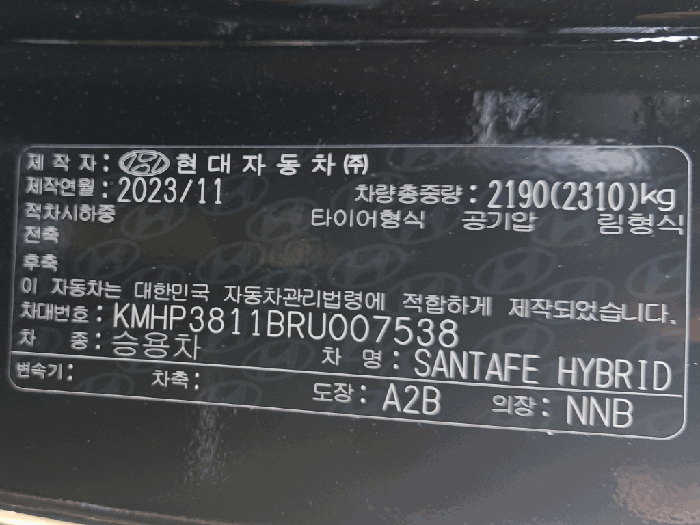 제 작 자 : 현대자동차 ㈜
제작연월 : 2023/11 차량총중량 : 2190(2310)kg
적차시하중 타이어형식 공기압 림형식
전축
후축
이 자동차는 대한민국 자동차관리법령에 적합하게 제작되었습니다.
차대번호 : KMHP3811BRU007538
차 종 : 승용차 차 명 : SANTAFE HYBRID
변속기 : 차축 : 도장 : A2B 의장 : NNB